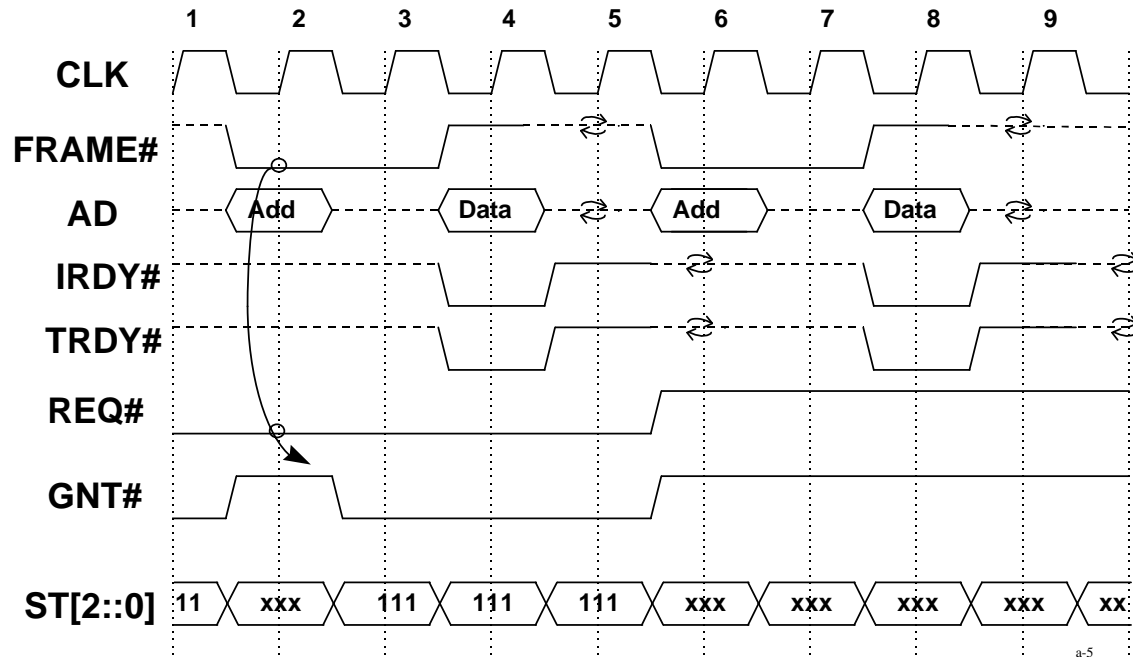 1 2 3 4 5 6 7 8 9
CLK
FRAME#
AD Add Data Add Data
IRDY#
TRDY#
REQ#
GNT#
ST[2::0] 11 xxx 111 111 111 xxx xxx xxx xxx xx
a-5